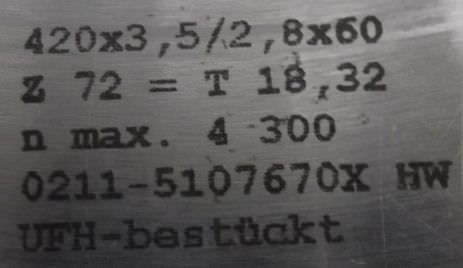 420x3,5/2,8x60
Z 72 = T 18,32
n max. 4 300
0211-5107670X HW
UFH-bestückt